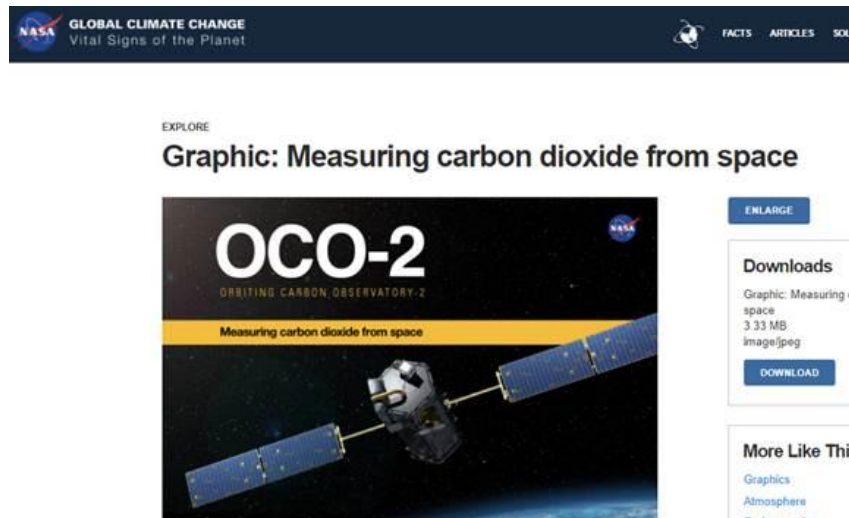 NASA
GLOBAL CLIMATE CHANGE
Vital Signs of the Planet
FACTS ARTICLES
EXPLORE
Graphic: Measuring carbon dioxide from space
OCO-2
ORBITING CARBON OBSERVATORY-2
NASA
Measuring carbon dioxide from space
ENLARGE
Downloads
Graphic: Measuring
space
3.33 MB
image/jpeg
DOWNLOAD
More Like
Graphics
Atmosphere